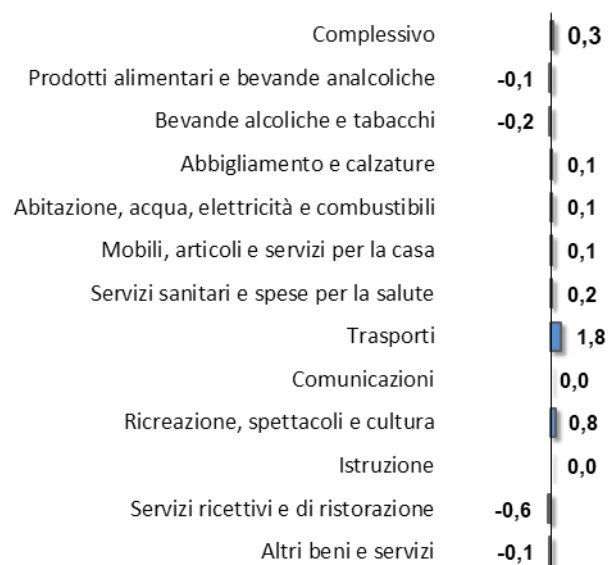 Complessivo 0,3
Prodotti alimentari e bevande analcoliche -0,1
Bevande alcoliche e tabacchi -0,2
Abbigliamento e calzature 0,1
Abitazione, acqua, elettricità e combustibili 0,1
Mobili, articoli e servizi per la casa 0,1
Servizi sanitari e spese per la salute 0,2
Trasporti 1,8
Comunicazioni 0,0
Ricreazione, spettacoli e cultura 0,8
Istruzione 0,0
Servizi ricettivi e di ristorazione -0,6
Altri beni e servizi -0,1